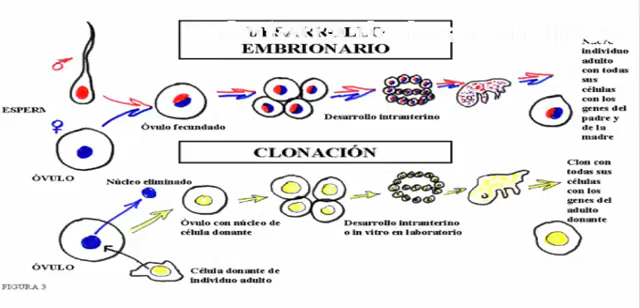 DESARROLLO
EMBRIONARIO
individuo
adulto
con todas
sus
células
con los
genes del
padre y
de la
madre
ESPERM
Óvulo fecundado
Desarrollo intrauterino
ÓVULO
CLONACIÓN
Núcleo eliminado
Óvulo con núcleo de
célula donante
Desarrollo intrauterino
o in vitro en laboratorio
Clon con
todas sus
células
con los
genes del
adulto
donante
ÓVULO
Célula donante de
individuo adulto
FIGURA 3